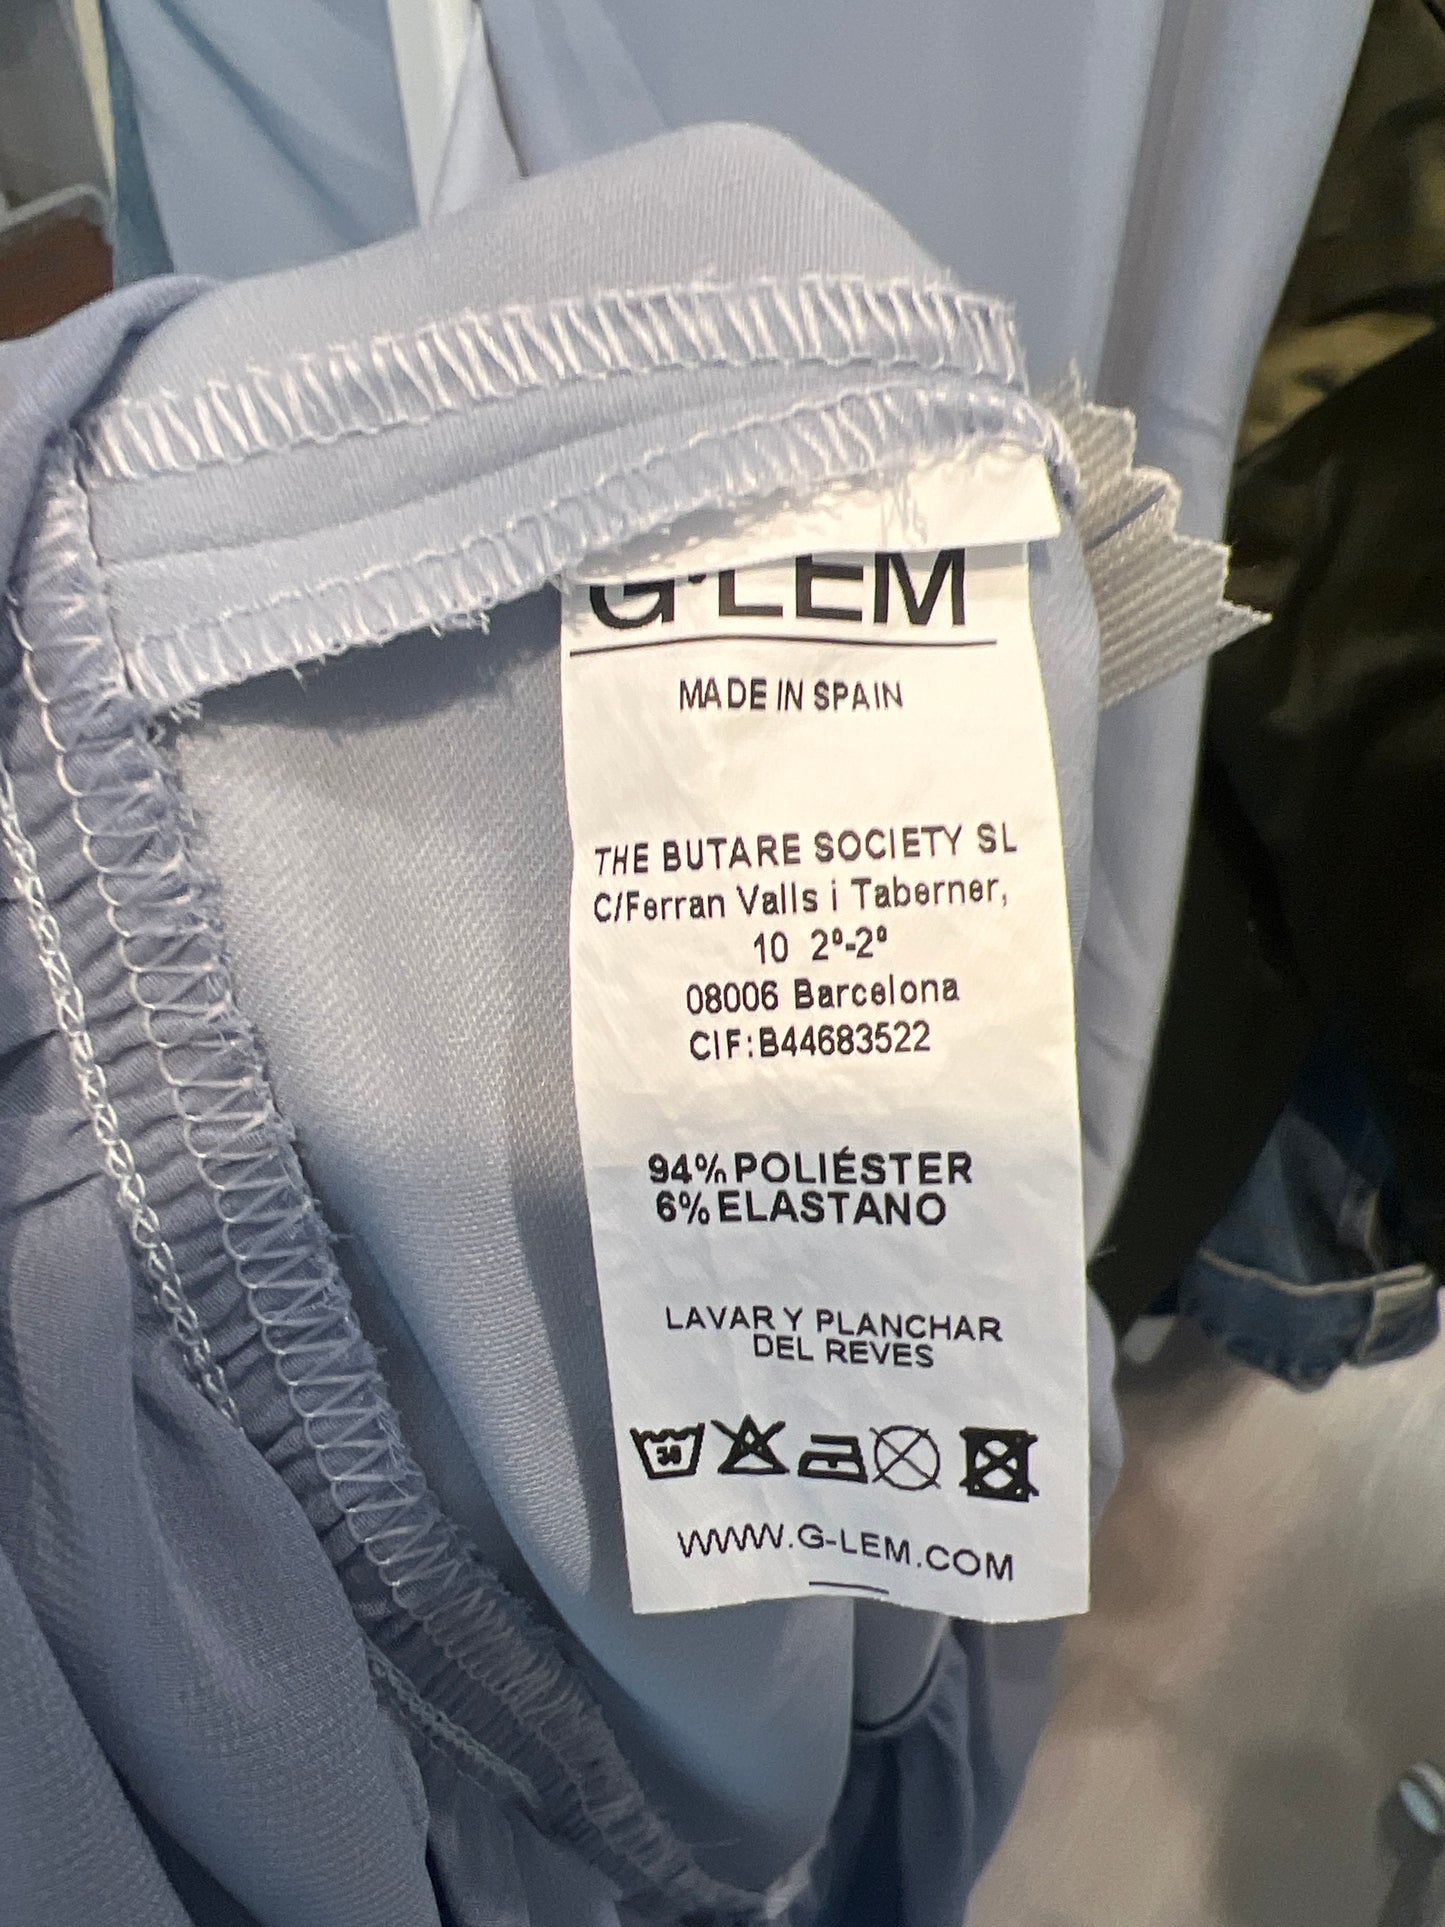 G·LEM
MADE IN SPAIN
THE BUTARE SOCIETY SL
C/Ferran Valls i Taberner,
10 2º-2º
08006 Barcelona
CIF:B44683522
94% POLIÉSTER
6% ELASTANO
LAVAR Y PLANCHAR
DEL REVES
30
WWW.G-LEM.COM